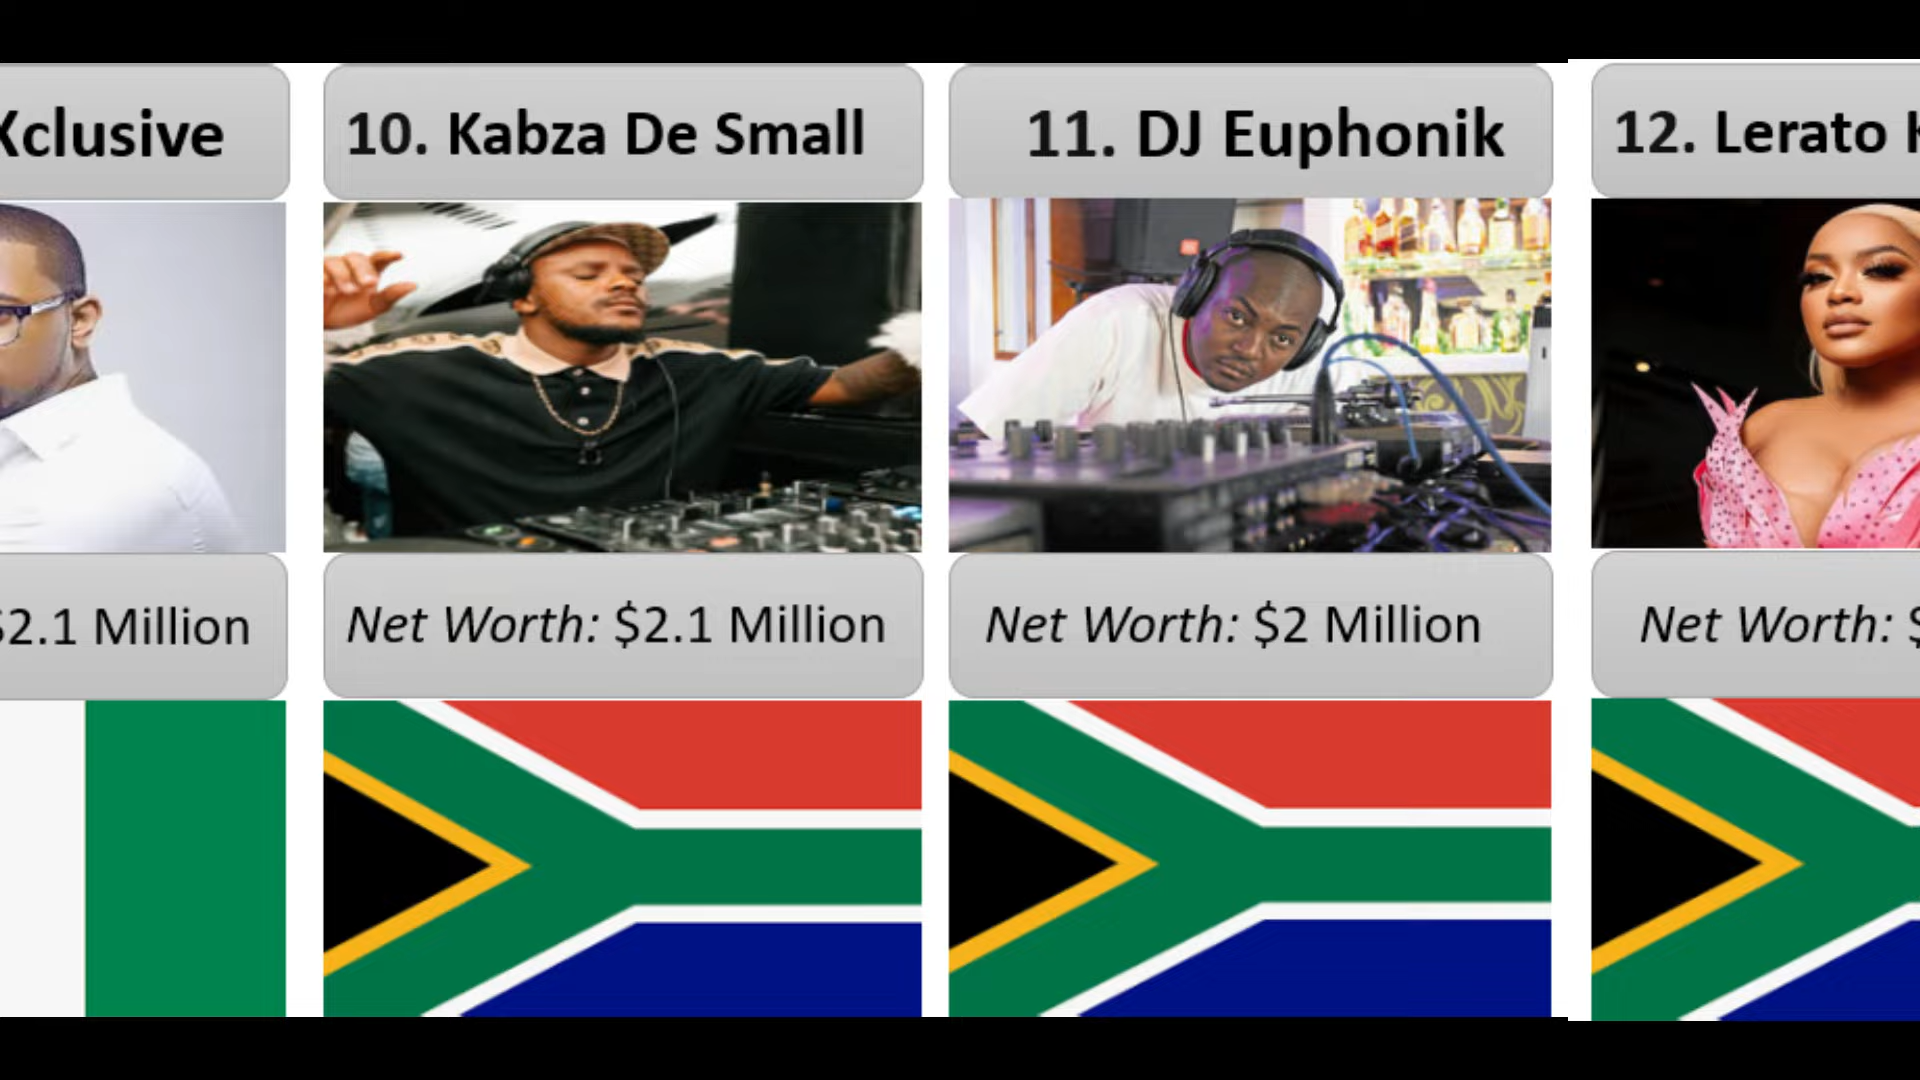 Xclusive
10. Kabza De Small
11. DJ Euphonik
12. Lerato
$2.1 Million
Net Worth: $2.1 Million
Net Worth: $2 Million
Net Worth: $